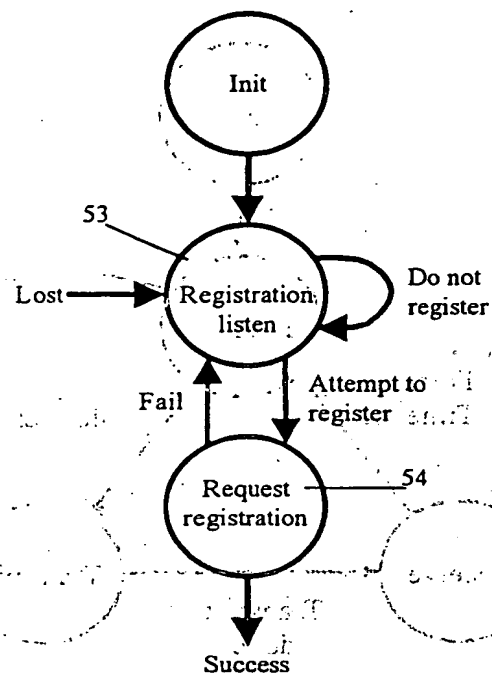 Init
53
Lost
Registration
listen
Do not
register
Fail
Attempt to
register
Request
registration
54
Success